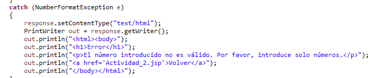 catch (NumberFormatException e)
{
response.setContentType("text/html");
PrintWriter out = response.getWriter();
out.println("<html><body>");
out.println("<h1>Error</h1>");
out.println("<p>El número introducido no es válido. Por favor, introduce solo números.</p>");
out.println("<a href='Actividad_2.jsp'>Volver</a>");
out.println("</body></html>");